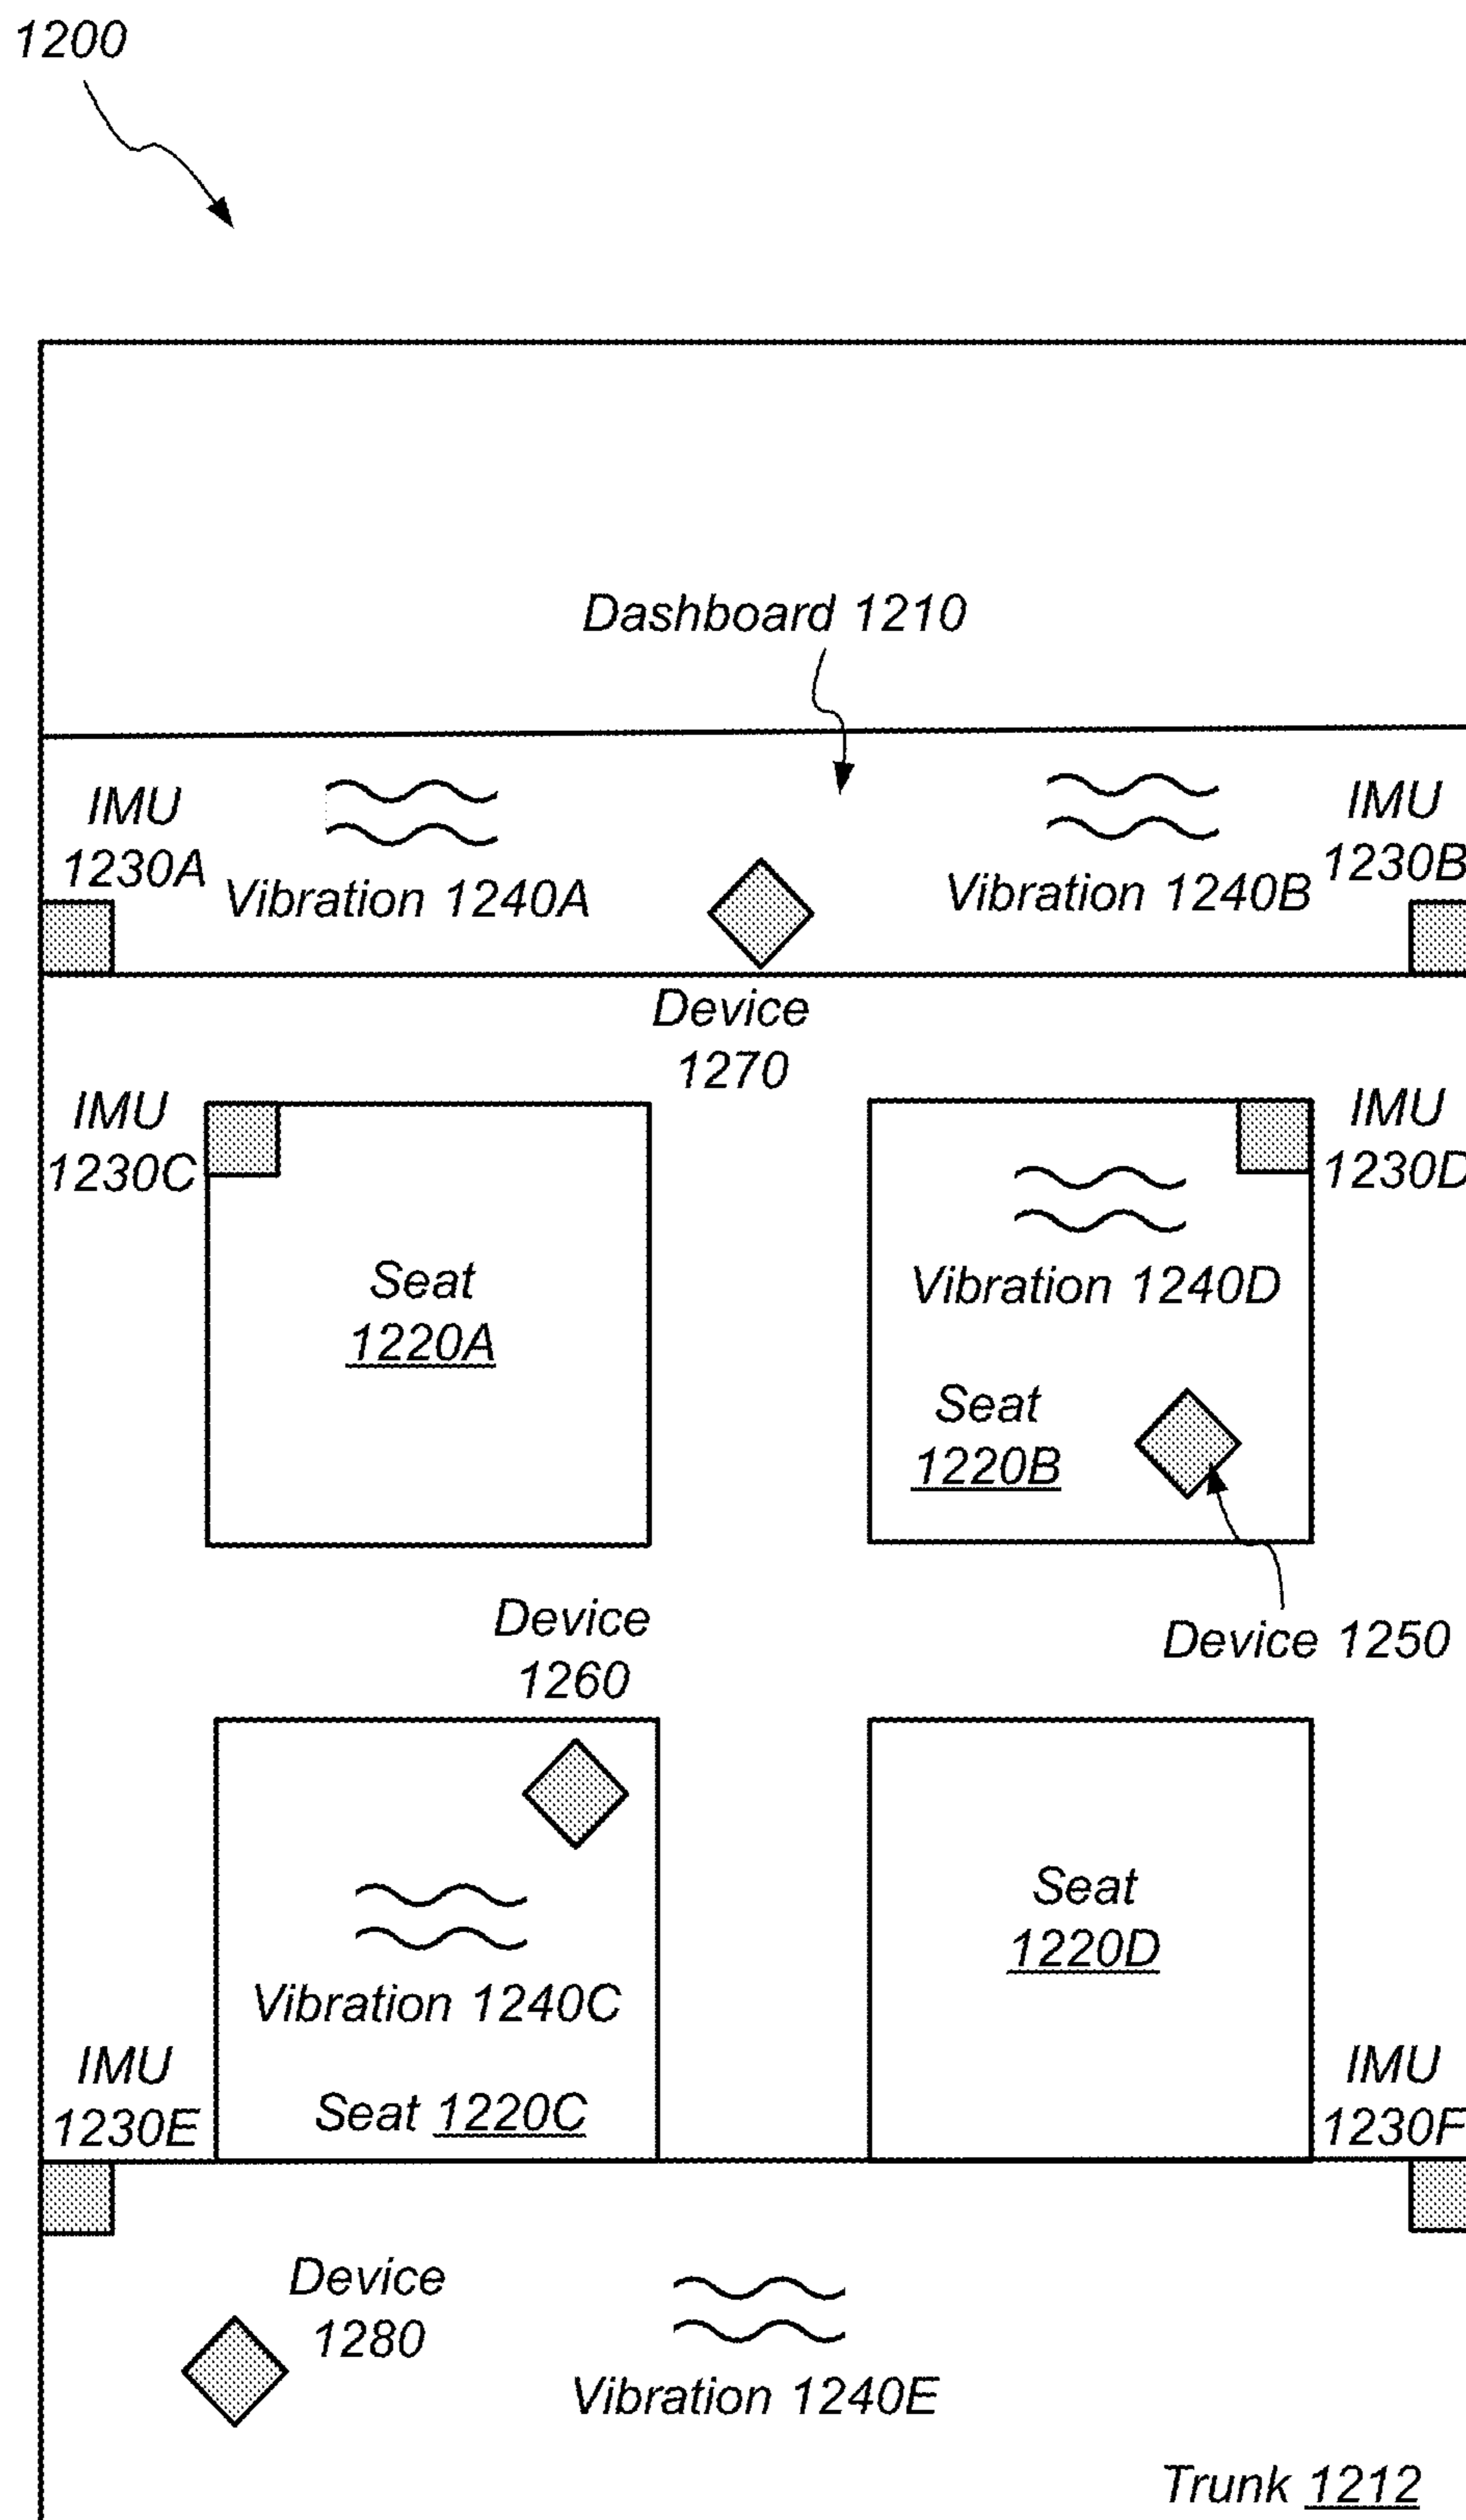 1200
Dashboard 1210
IMU
1230A
Vibration 1240A
Vibration 1240B
IMU
1230B
Device
1270
IMU
1230C
Seat
1220A
Vibration 1240D
Seat
1220B
IMU
1230D
Device 1250
Device
1260
Vibration 1240C
Seat 1220C
Seat
1220D
IMU
1230E
IMU
1230F
Device
1280
Vibration 1240E
Trunk 1212